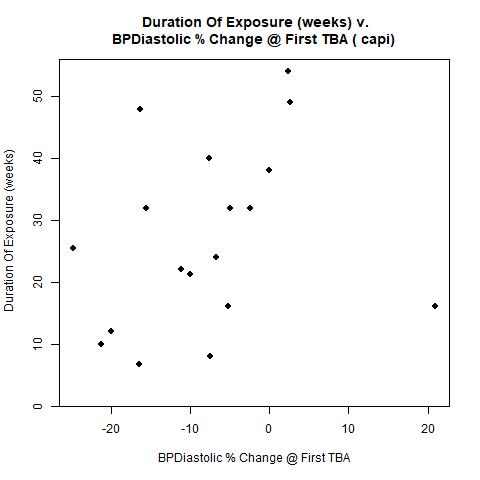 Duration Of Exposure (weeks) v.
BPDiastolic % Change @ First TBA ( capi)
Duration Of Exposure (weeks)
50
40
30
20
10
0
-20 -10 0 10 20
BPDiastolic % Change @ First TBA